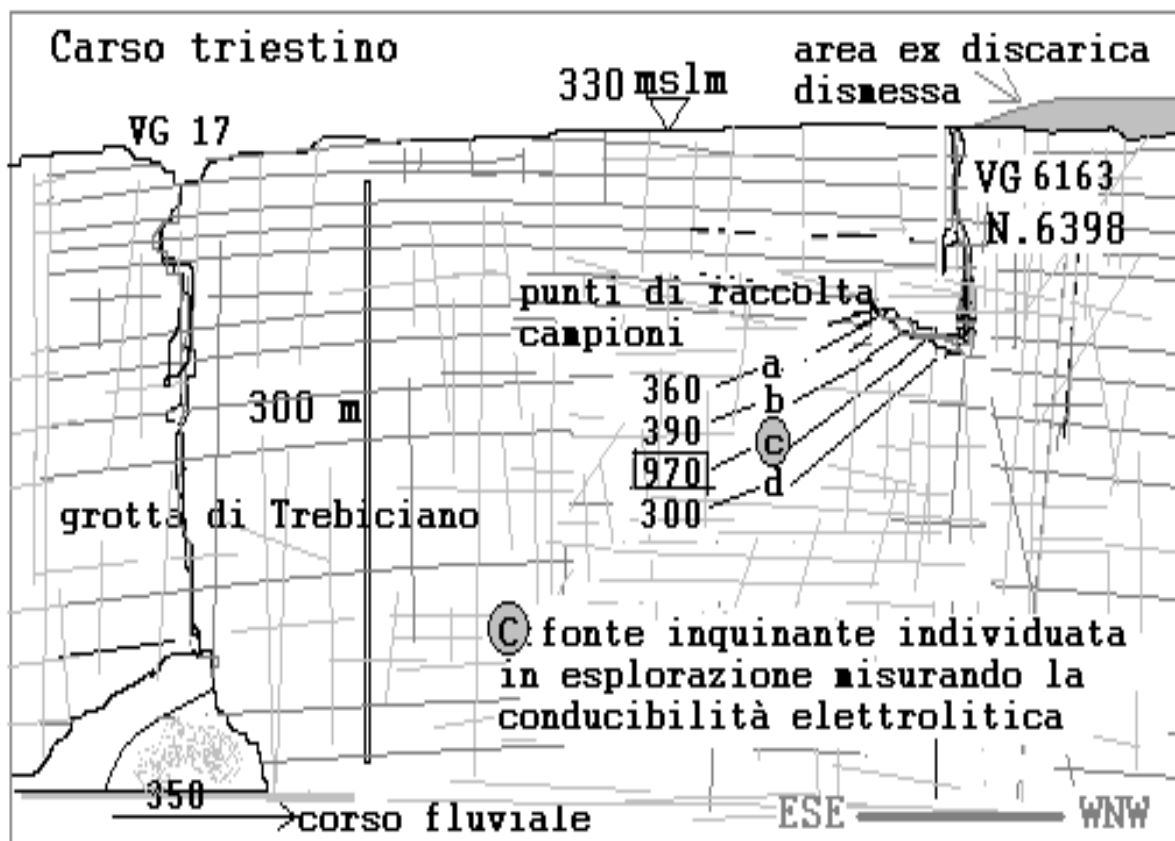 Carso triestino
area ex discarica
dismessa
330 mslm
VG 17
VG 6163
N.6398
punti di raccolta
campioni
360 a
390 b
970 c
300 d
300 m
grotta di Trebiciano
C fonte inquinante individuata
in esplorazione misurando la
conducibilità elettrolitica
350
corso fluviale
ESE WNW